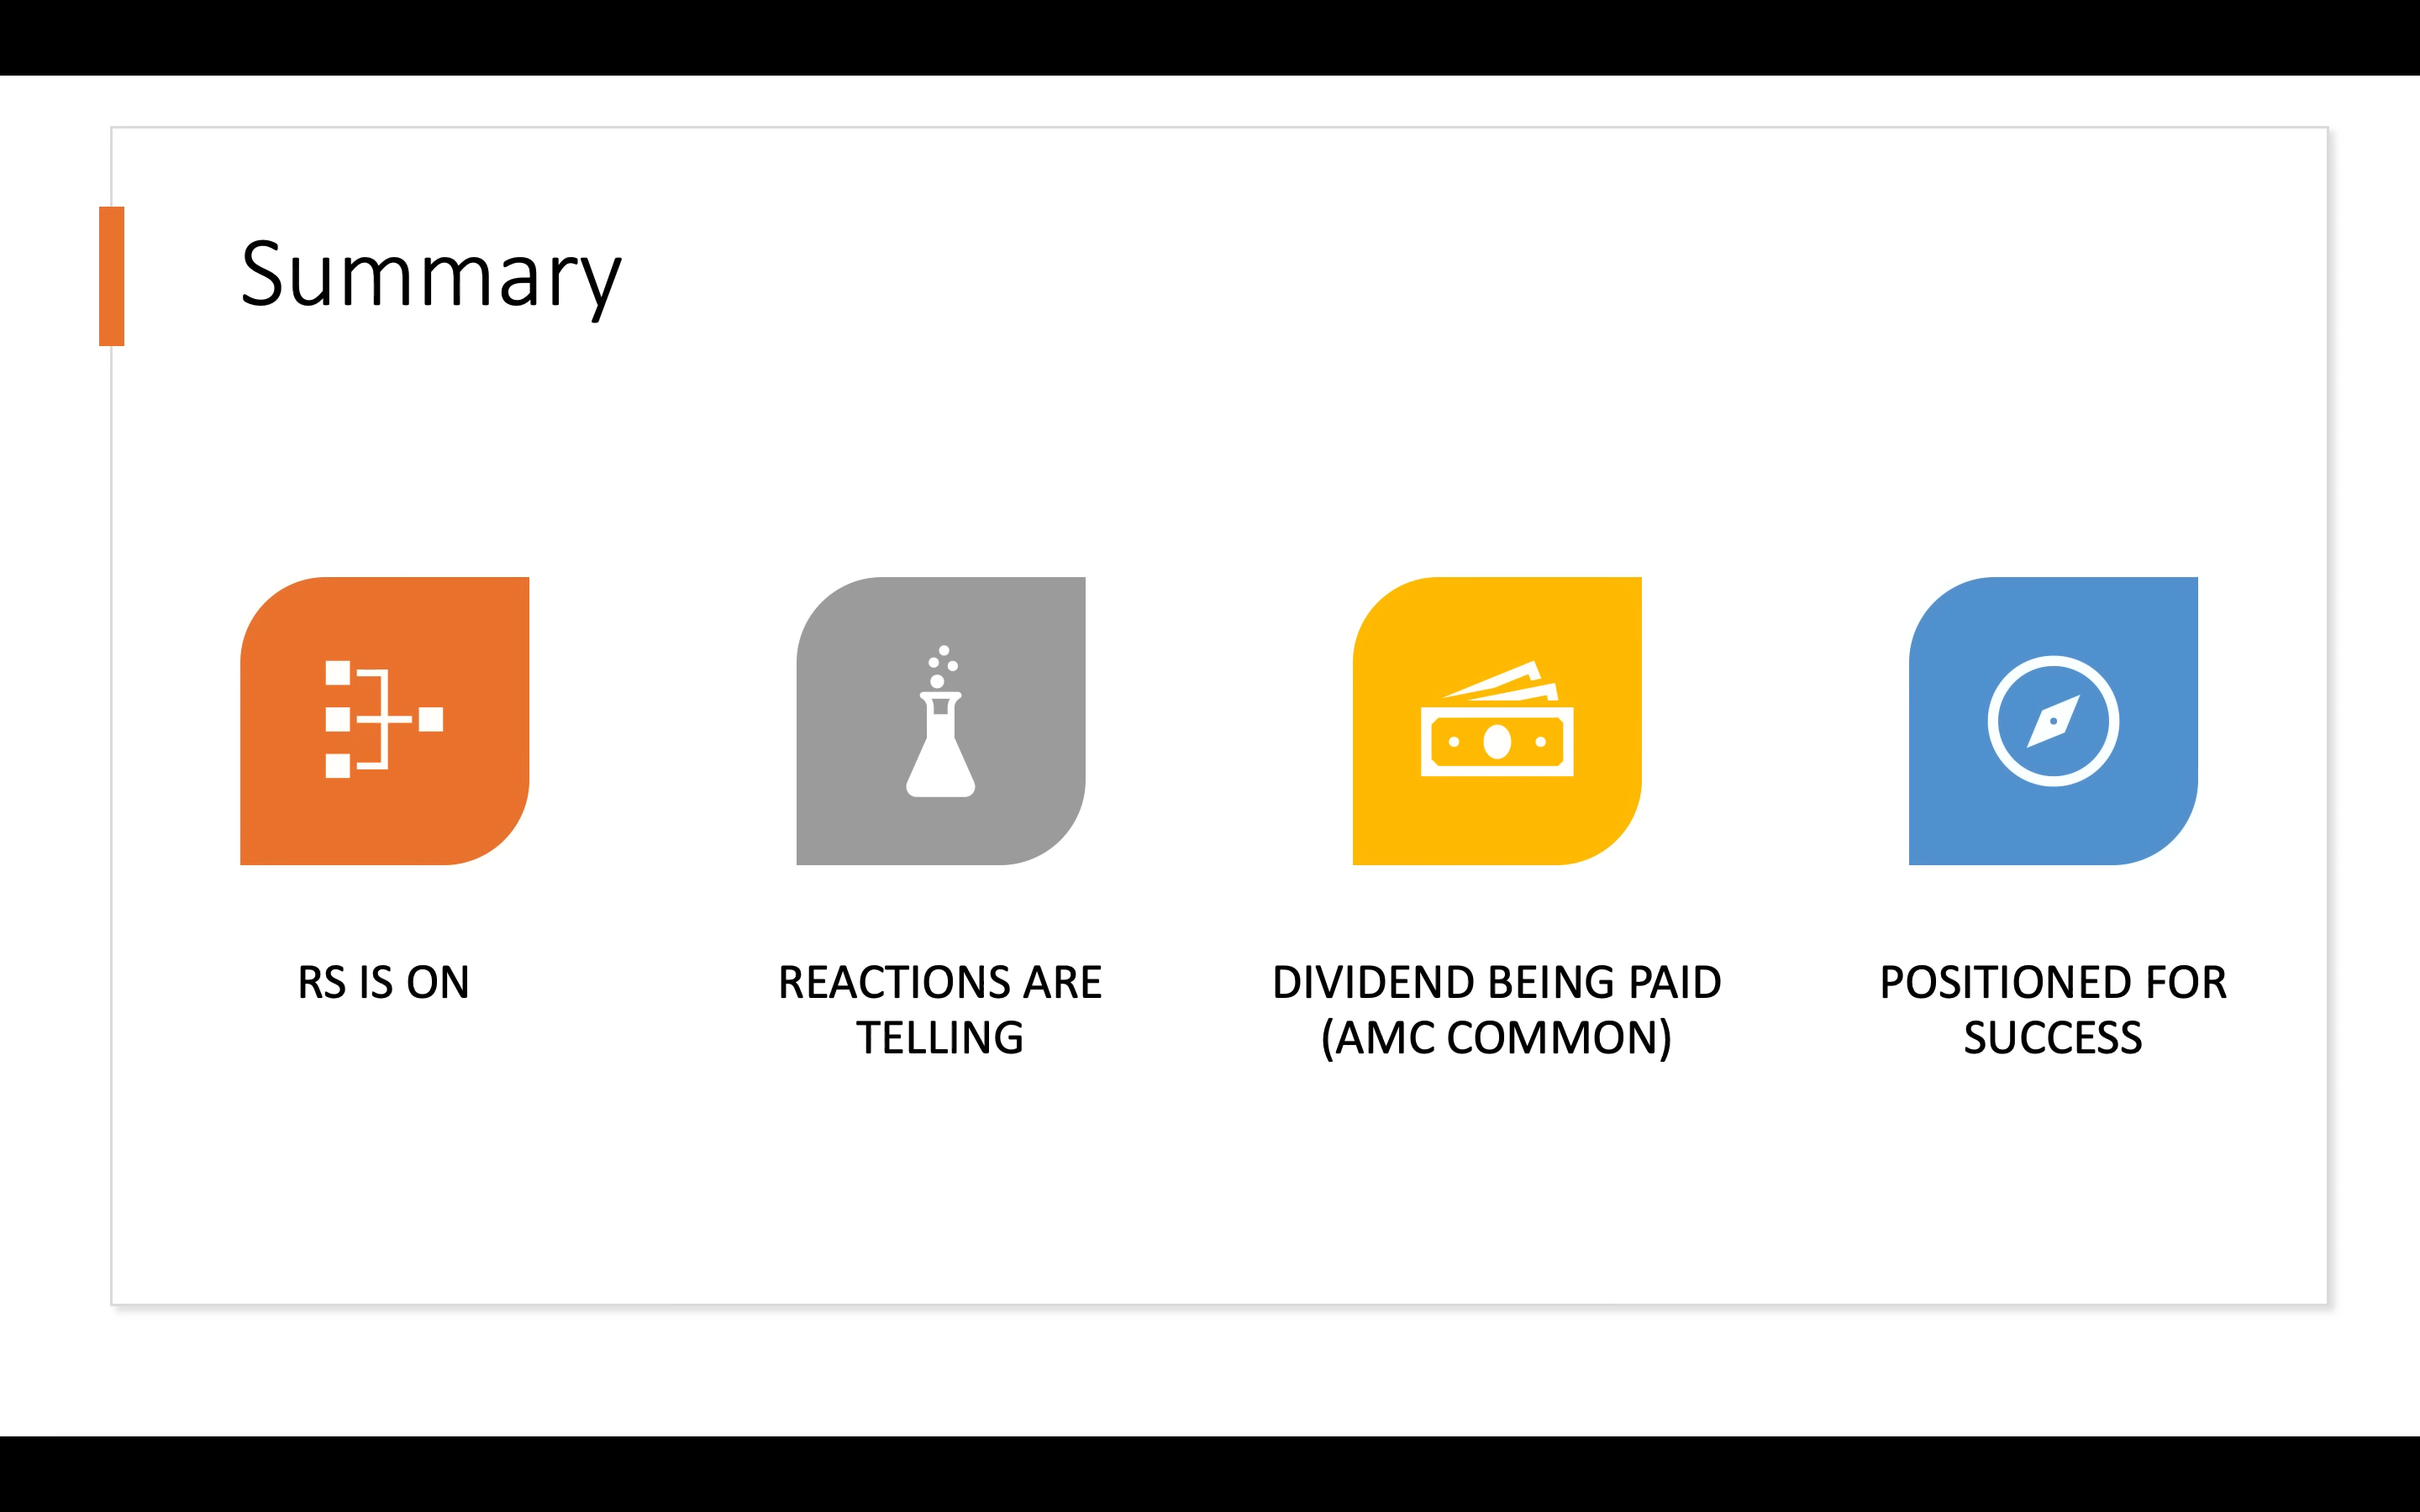 Summary
RS IS ON
REACTIONS ARE
TELLING
DIVIDEND BEING PAID
(AMC COMMON)
POSITIONED FOR
SUCCESS